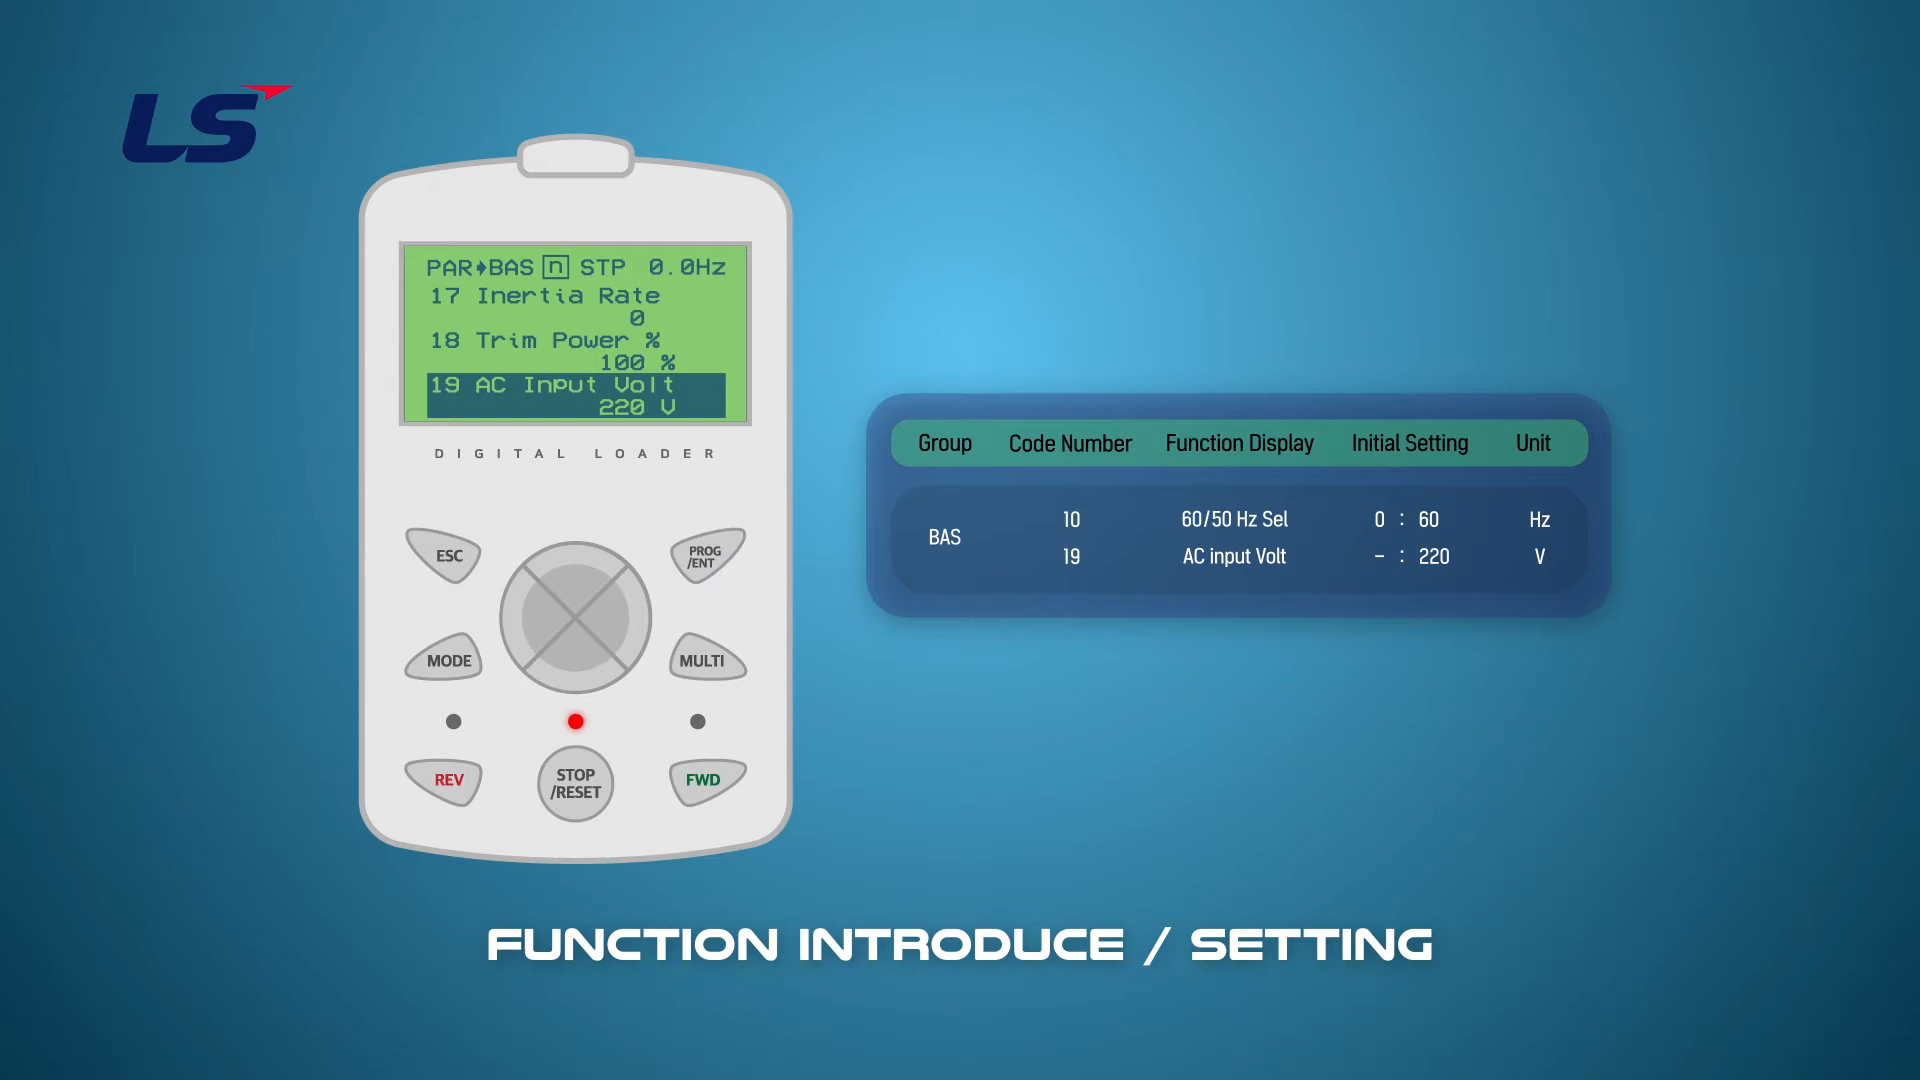 LS
PAR➧BAS n STP 0.0Hz
17 Inertia Rate
0
18 Trim Power %
100 %
19 AC Input Volt
220 V
DIGITAL LOADER
ESC
PROG
/ENT
MODE
MULTI
REV
STOP
/RESET
FWD
Group Code Number Function Display Initial Setting Unit
BAS
10 60/50 Hz Sel 0 : 60 Hz
19 AC input Volt – : 220 V
FUNCTION INTRODUCE / SETTING